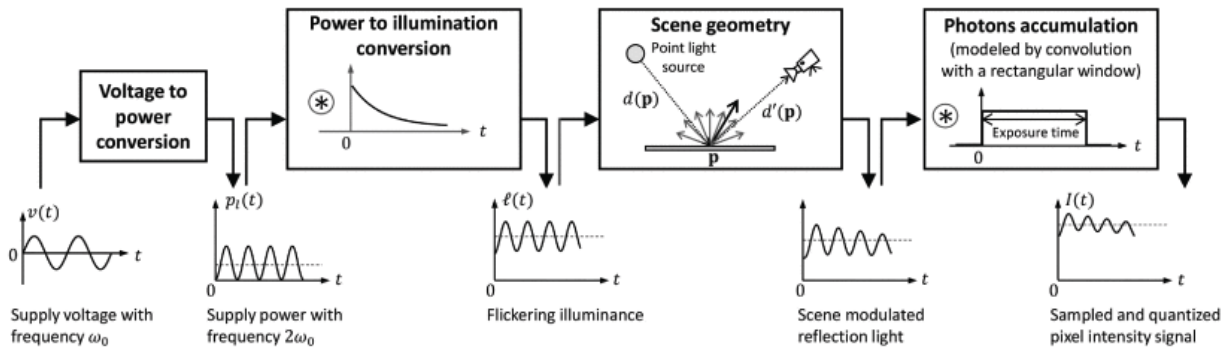 Voltage to
power
conversion
Power to illumination
conversion
*
0
t
Scene geometry
Point light
source
d(𝐩)
d′(𝐩)
𝐩
Photons accumulation
(modeled by convolution
with a rectangular window)
*
Exposure time
0
t
v(t)
0
t
Supply voltage with
frequency ω₀
pₗ(t)
0
t
Supply power with
frequency 2ω₀
ℓ(t)
0
t
Flickering illuminance
0
t
Scene modulated
reflection light
I(t)
0
t
Sampled and quantized
pixel intensity signal